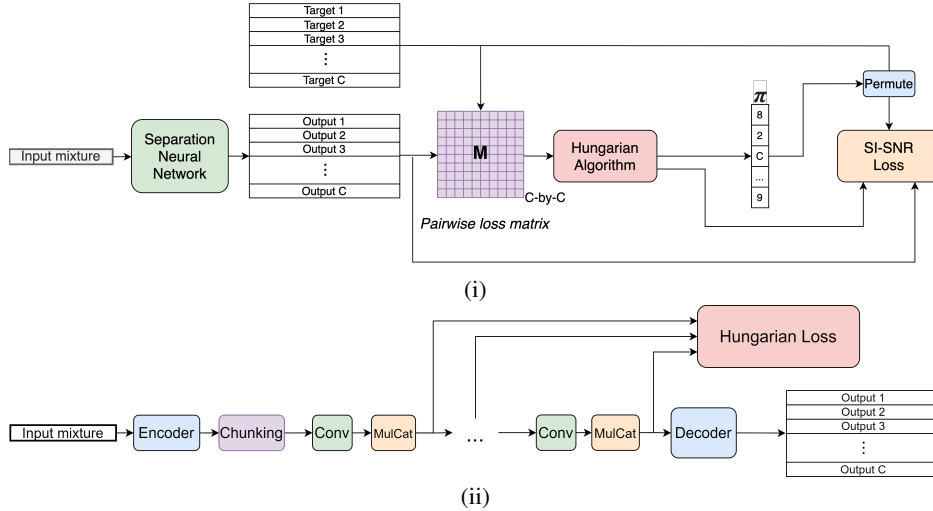 Target 1
Target 2
Target 3
⋮
Target C
Input mixture
Separation
Neural
Network
Output 1
Output 2
Output 3
⋮
Output C
M
C-by-C
Pairwise loss matrix
Hungarian
Algorithm
π
8
2
C
...
9
Permute
SI-SNR
Loss
(i)
Hungarian Loss
Input mixture
Encoder
Chunking
Conv
MulCat
...
Conv
MulCat
Decoder
Output 1
Output 2
Output 3
⋮
Output C
(ii)